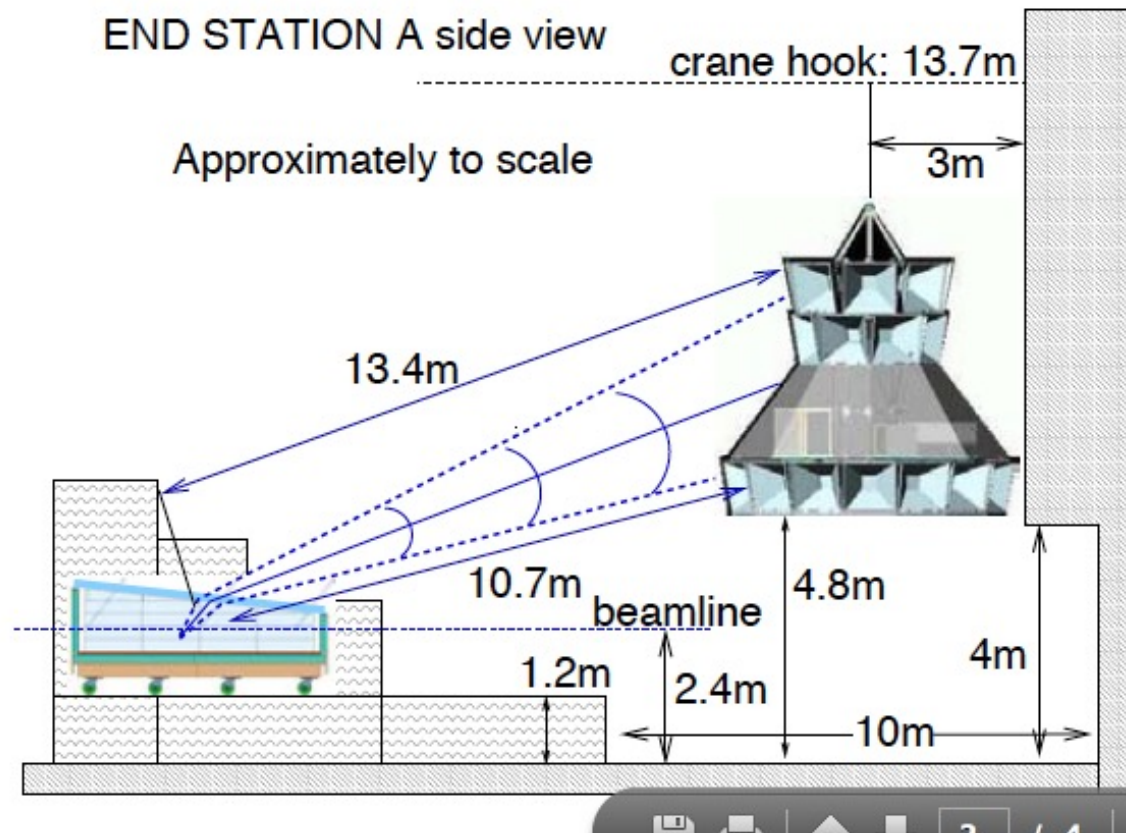 END STATION A side view
crane hook: 13.7m
Approximately to scale
3m
13.4m
10.7m
4.8m
beamline
4m
1.2m
2.4m
10m